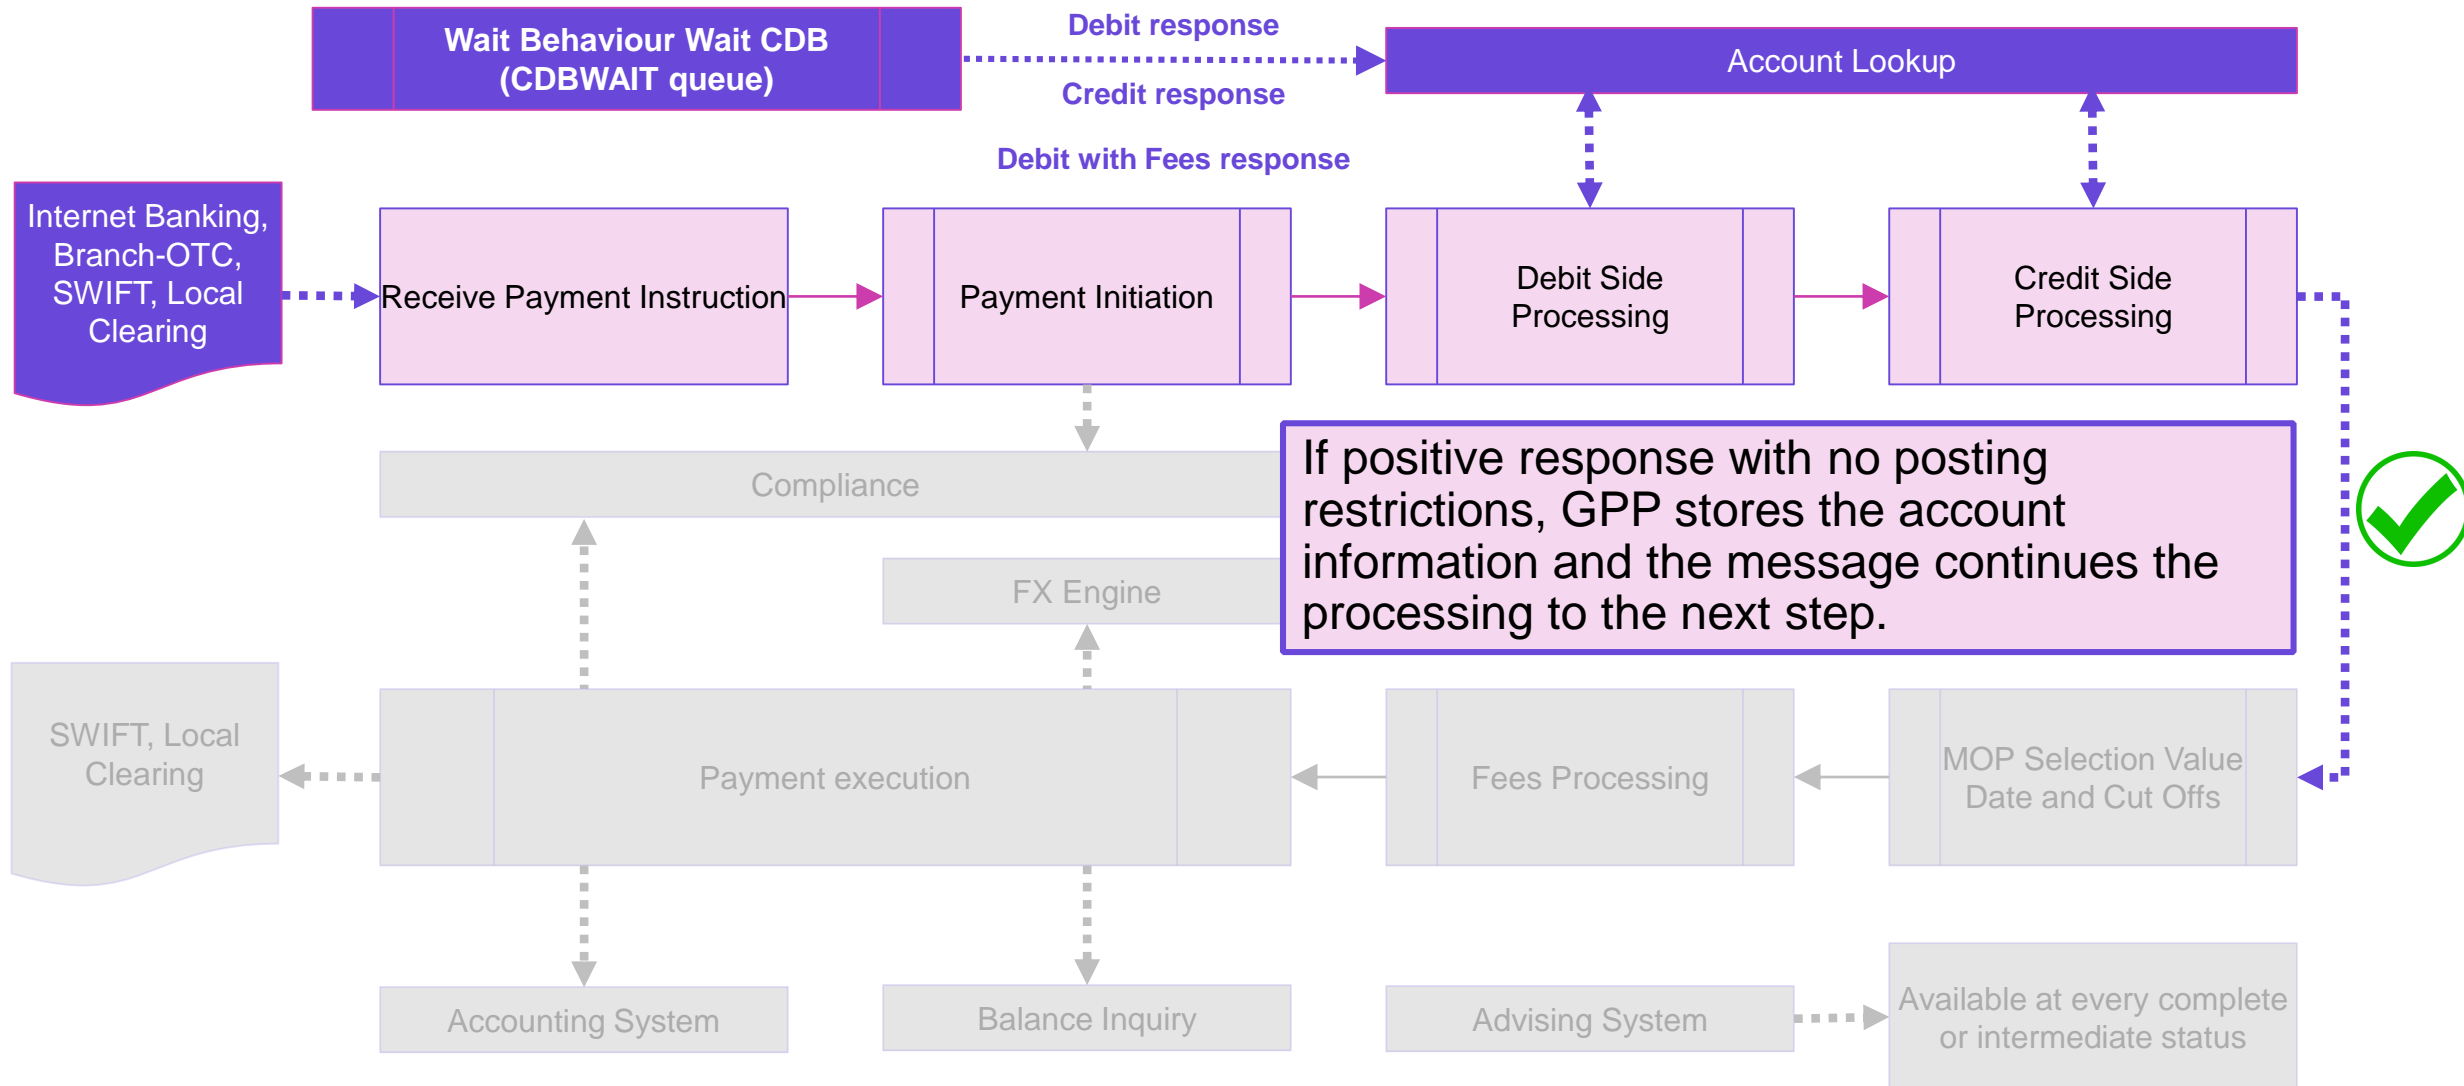 Wait Behaviour Wait CDB
(CDBWAIT queue)
Debit response
Credit response
Debit with Fees response
Account Lookup
Internet Banking,
Branch-OTC,
SWIFT, Local
Clearing
Receive Payment Instruction
Payment Initiation
Debit Side
Processing
Credit Side
Processing
Compliance
If positive response with no posting
restrictions, GPP stores the account
information and the message continues the
processing to the next step.
FX Engine
SWIFT, Local
Clearing
Payment execution
Fees Processing
MOP Selection Value
Date and Cut Offs
Accounting System
Balance Inquiry
Advising System
Available at every complete
or intermediate status